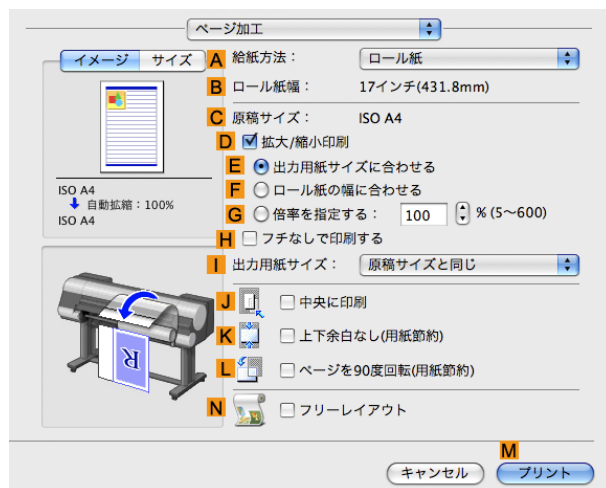 ページ加工
イメージ サイズ
A 給紙方法： ロール紙
B ロール紙幅： 17インチ(431.8mm)
C 原稿サイズ： ISO A4
D 拡大/縮小印刷
E 出力用紙サイズに合わせる
F ロール紙の幅に合わせる
G 倍率を指定する： 100 % (5～600)
H フチなしで印刷する
I 出力用紙サイズ： 原稿サイズと同じ
ISO A4
自動拡縮：100%
ISO A4
R
J 中央に印刷
K 上下余白なし(用紙節約)
L ページを90度回転(用紙節約)
N フリーレイアウト
M
キャンセル プリント